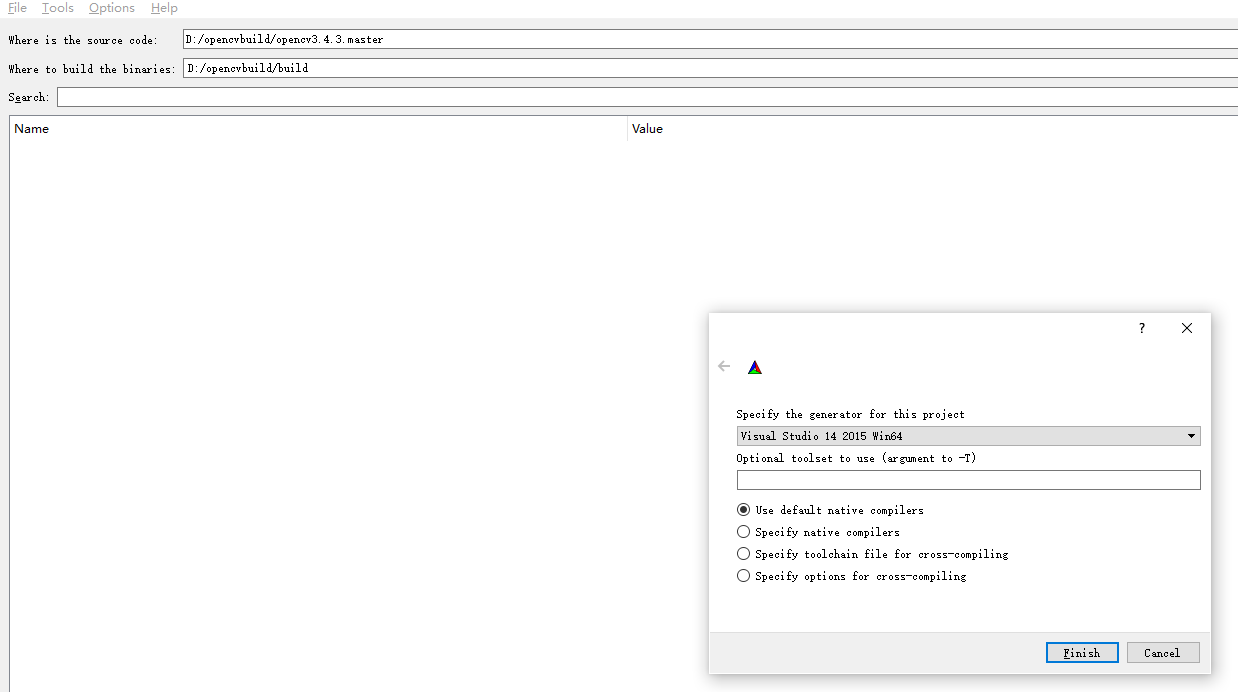 File Tools Options Help
Where is the source code: D:/opencvbuild/opencv3.4.3.master
Where to build the binaries: D:/opencvbuild/build
Search:
Name Value
?
Specify the generator for this project
Visual Studio 14 2015 Win64
Optional toolset to use (argument to -T)
Use default native compilers
Specify native compilers
Specify toolchain file for cross-compiling
Specify options for cross-compiling
Finish Cancel